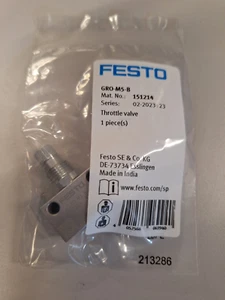 FESTO
GRO-M5-B
Mat. No.: 151214
Series: 02-2023
Throttle valve
1 piece(s)
Festo SE & Co. KG
DE-73734 Esslingen
Made in India
www.festo.com/sp
213286